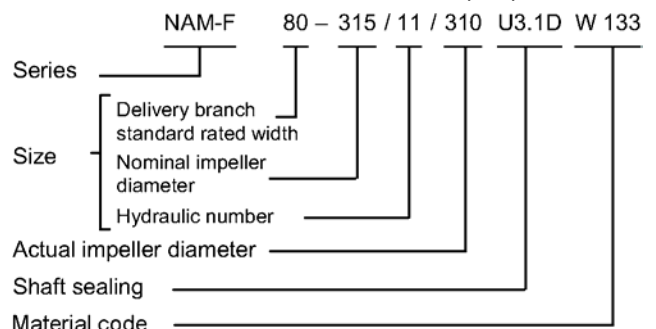 NAM-F 80 – 315 / 11 / 310 U3.1D W 133
Series
Size
Delivery branch
standard rated width
Nominal impeller
diameter
Hydraulic number
Actual impeller diameter
Shaft sealing
Material code